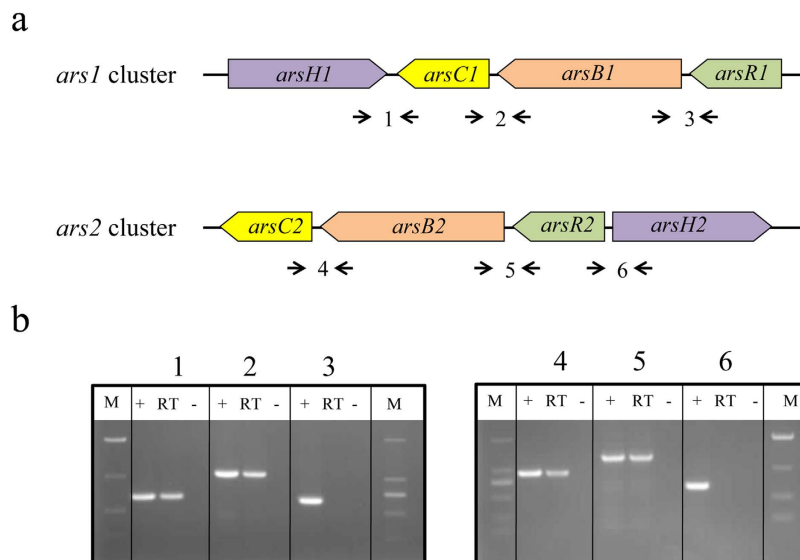 a
ars1 cluster
arsH1 arsC1 arsB1 arsR1
1 2 3
ars2 cluster
arsC2 arsB2 arsR2 arsH2
4 5 6
b
1 2 3
M + RT - + RT - + RT - M
4 5 6
M + RT - + RT - + RT - M